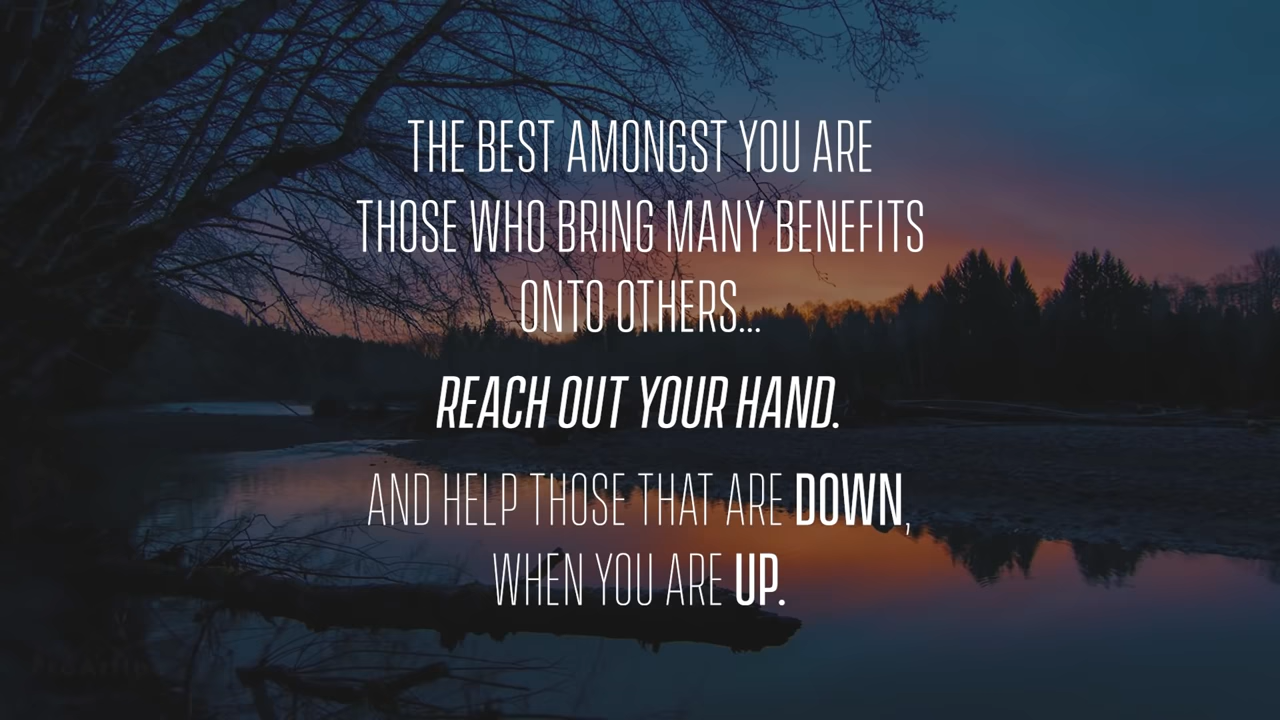 THE BEST AMONGST YOU ARE
THOSE WHO BRING MANY BENEFITS
ONTO OTHERS...
REACH OUT YOUR HAND.
AND HELP THOSE THAT ARE DOWN,
WHEN YOU ARE UP.